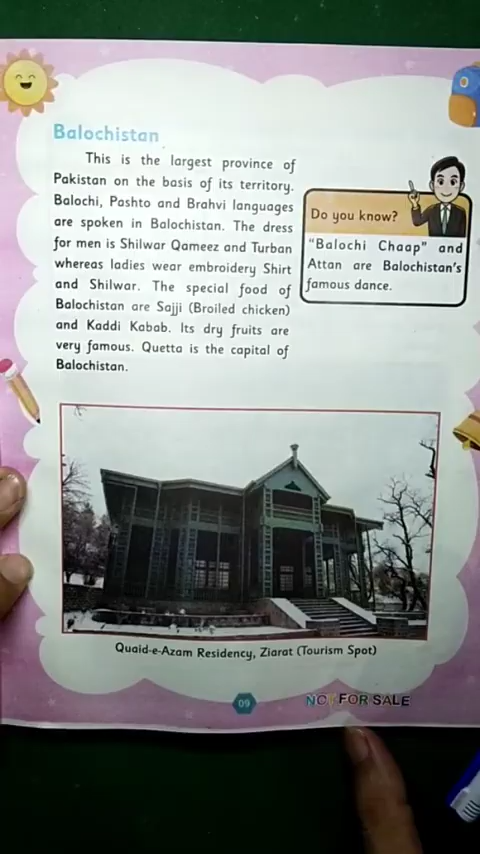 Balochistan
This is the largest province of
Pakistan on the basis of its territory.
Balochi, Pashto and Brahvi languages
are spoken in Balochistan. The dress
for men is Shilwar Qameez and Turban
whereas ladies wear embroidery Shirt
and Shilwar. The special food of
Balochistan are Sajji (Broiled chicken)
and Kaddi Kabab. Its dry fruits are
very famous. Quetta is the capital of
Balochistan.
Do you know?
"Balochi Chaap" and
Attan are Balochistan's
famous dance.
Quaid-e-Azam Residency, Ziarat (Tourism Spot)
09
NOT FOR SALE